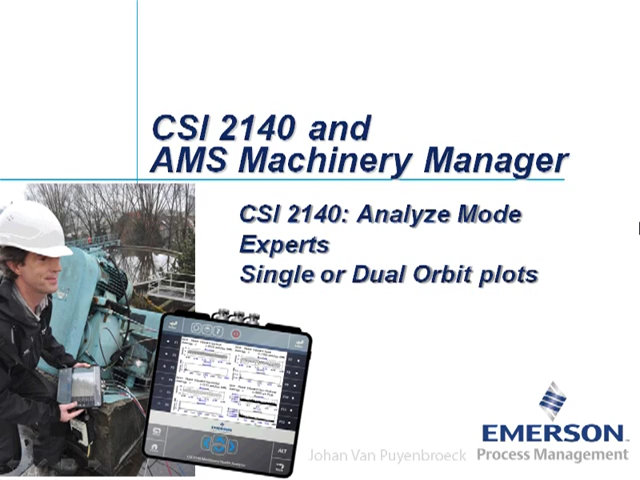 CSI 2140 and
AMS Machinery Manager
CSI 2140: Analyze Mode
Experts
Single or Dual Orbit plots
EMERSON
Johan Van Puyenbroeck
Process Management